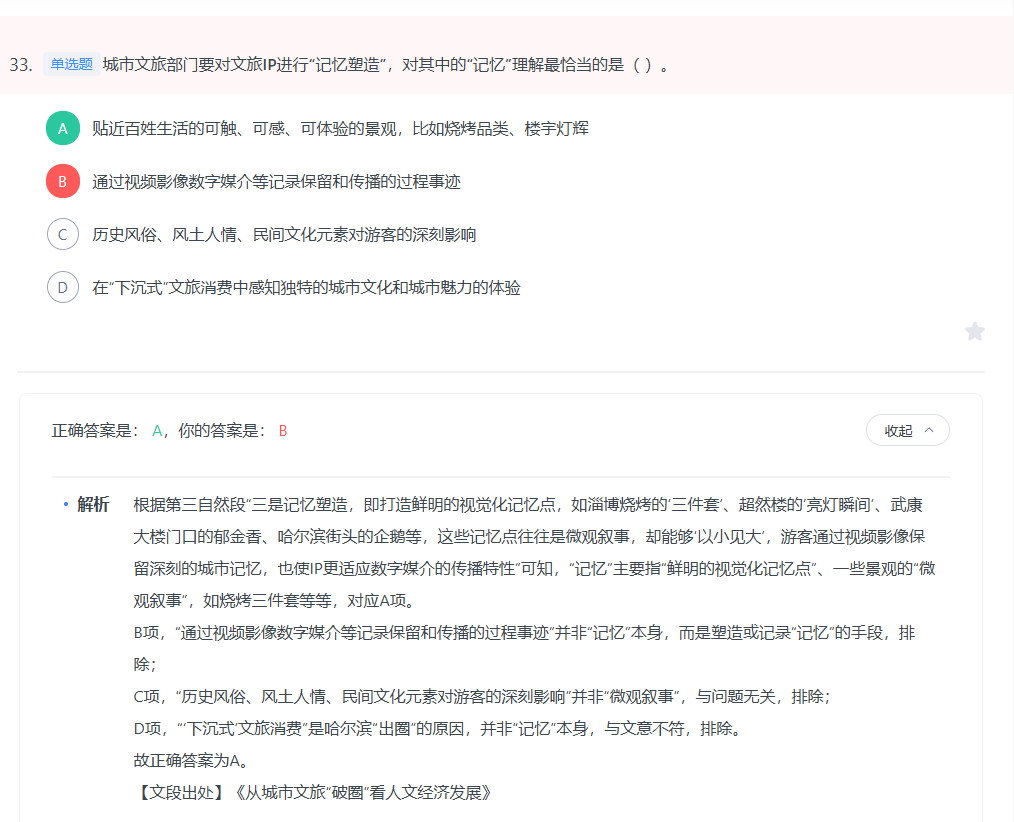 33. 单选题 城市文旅部门要对文旅IP进行“记忆塑造”，对其中的“记忆”理解最恰当的是（ ）。
A 贴近百姓生活的可触、可感、可体验的景观，比如烧烤品类、楼宇灯辉
B 通过视频影像数字媒介等记录保留和传播的过程事迹
C 历史风俗、风土人情、民间文化元素对游客的深刻影响
D 在“下沉式”文旅消费中感知独特的城市文化和城市魅力的体验
正确答案是： A，你的答案是： B
收起
解析 根据第三自然段“三是记忆塑造，即打造鲜明的视觉化记忆点，如淄博烧烤的‘三件套’、超然楼的‘亮灯瞬间’、武康
大楼门口的郁金香、哈尔滨街头的企鹅等，这些记忆点往往是微观叙事，却能够‘以小见大’，游客通过视频影像保
留深刻的城市记忆，也使IP更适应数字媒介的传播特性”可知，“记忆”主要指“鲜明的视觉化记忆点”、一些景观的“微
观叙事”，如烧烤三件套等等，对应A项。
B项，“通过视频影像数字媒介等记录保留和传播的过程事迹”并非“记忆”本身，而是塑造或记录“记忆”的手段，排
除；
C项，“历史风俗、风土人情、民间文化元素对游客的深刻影响”并非“微观叙事”，与问题无关，排除；
D项，“‘下沉式’文旅消费”是哈尔滨“出圈”的原因，并非“记忆”本身，与文意不符，排除。
故正确答案为A。
【文段出处】《从城市文旅“破圈”看人文经济发展》